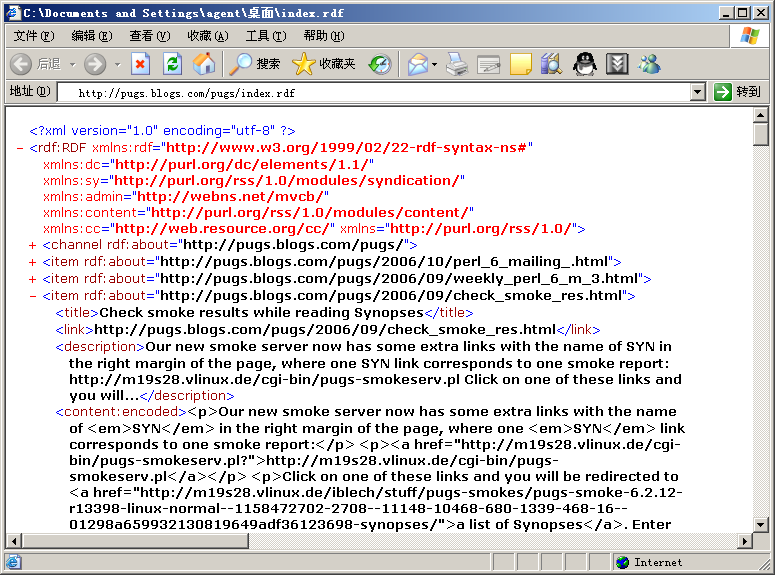 C:\Documents and Settings\agent\桌面\index.rdf
文件(F) 编辑(E) 查看(V) 收藏(A) 工具(T) 帮助(H)
后退 搜索 收藏夹
地址(D) http://pugs.blogs.com/pugs/index.rdf 转到
<?xml version="1.0" encoding="utf-8" ?>
- <rdf:RDF xmlns:rdf="http://www.w3.org/1999/02/22-rdf-syntax-ns#"
xmlns:dc="http://purl.org/dc/elements/1.1/"
xmlns:sy="http://purl.org/rss/1.0/modules/syndication/"
xmlns:admin="http://webns.net/mvcb/"
xmlns:content="http://purl.org/rss/1.0/modules/content/"
xmlns:cc="http://web.resource.org/cc/" xmlns="http://purl.org/rss/1.0/">
+ <channel rdf:about="http://pugs.blogs.com/pugs/">
+ <item rdf:about="http://pugs.blogs.com/pugs/2006/10/perl_6_mailing_.html">
+ <item rdf:about="http://pugs.blogs.com/pugs/2006/09/weekly_perl_6_m_3.html">
- <item rdf:about="http://pugs.blogs.com/pugs/2006/09/check_smoke_res.html">
<title>Check smoke results while reading Synopses</title>
<link>http://pugs.blogs.com/pugs/2006/09/check_smoke_res.html</link>
<description>Our new smoke server now has some extra links with the name of SYN in
the right margin of the page, where one SYN link corresponds to one smoke report:
http://m19s28.vlinux.de/cgi-bin/pugs-smokeserv.pl Click on one of these links and
you will...</description>
<content:encoded><p>Our new smoke server now has some extra links with the name
of <em>SYN</em> in the right margin of the page, where one <em>SYN</em> link
corresponds to one smoke report:</p> <p><a href="http://m19s28.vlinux.de/cgi-
bin/pugs-smokeserv.pl?">http://m19s28.vlinux.de/cgi-bin/pugs-
smokeserv.pl</a></p> <p>Click on one of these links and you will be redirected to
<a href="http://m19s28.vlinux.de/iblech/stuff/pugs-smokes/pugs-smoke-6.2.12-
r13398-linux-normal--1158472702-2708--11148-10468-680-1339-468-16--
01298a659932130819649adf36123698-synopses/">a list of Synopses</a>. Enter
Internet